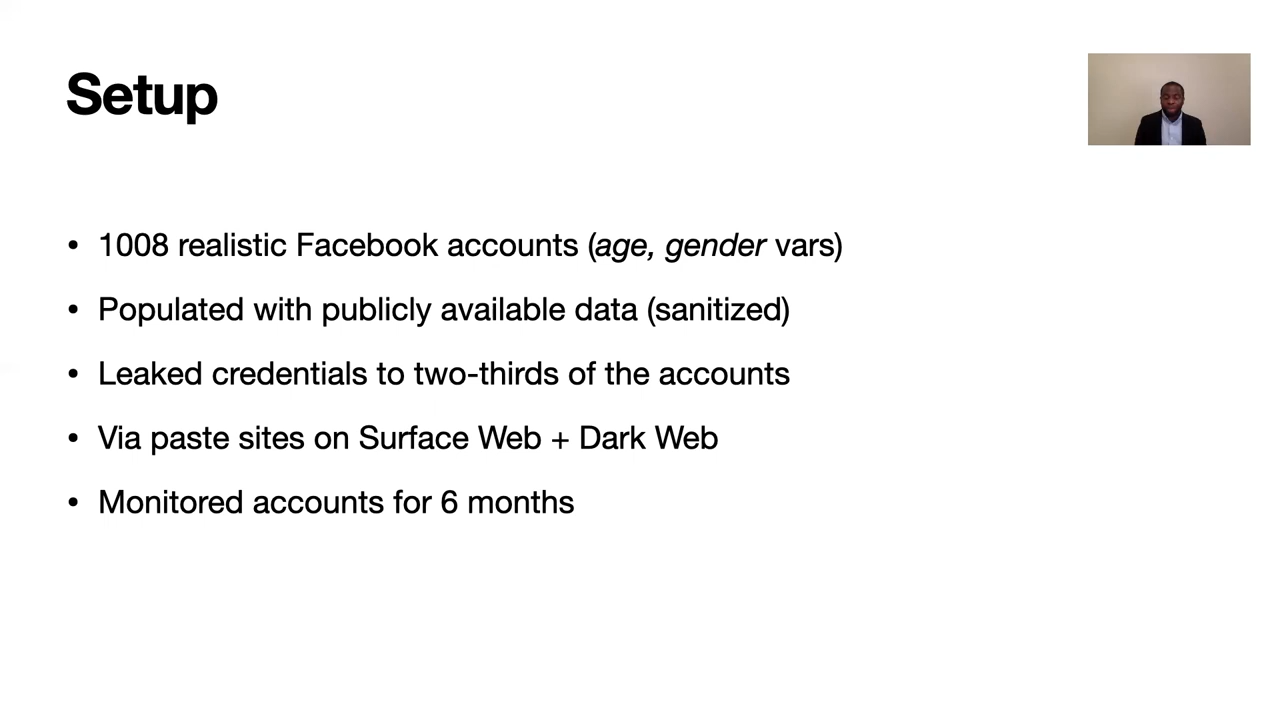 Setup
• 1008 realistic Facebook accounts (age, gender vars)
• Populated with publicly available data (sanitized)
• Leaked credentials to two-thirds of the accounts
• Via paste sites on Surface Web + Dark Web
• Monitored accounts for 6 months